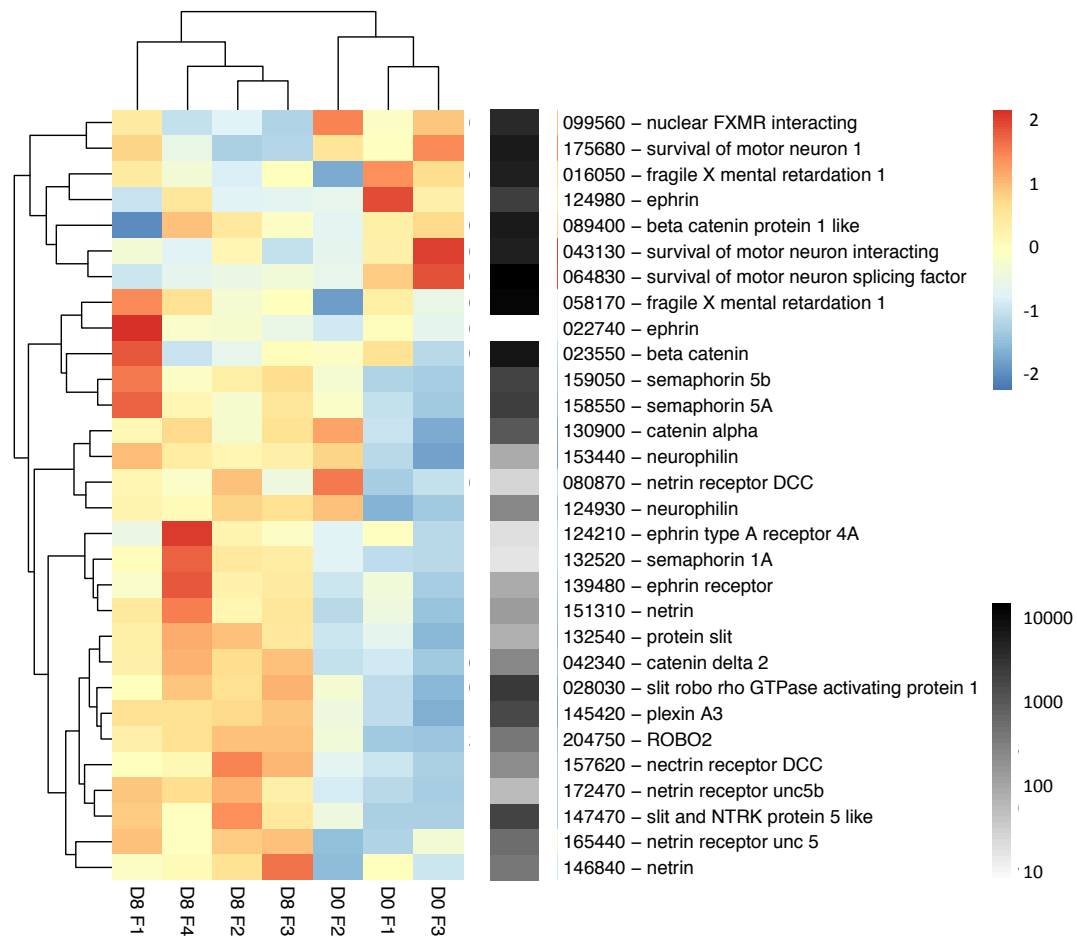 099560 – nuclear FXMR interacting
175680 – survival of motor neuron 1
016050 – fragile X mental retardation 1
124980 – ephrin
089400 – beta catenin protein 1 like
043130 – survival of motor neuron interacting
064830 – survival of motor neuron splicing factor
058170 – fragile X mental retardation 1
022740 – ephrin
023550 – beta catenin
159050 – semaphorin 5b
158550 – semaphorin 5A
130900 – catenin alpha
153440 – neurophilin
080870 – netrin receptor DCC
124930 – neurophilin
124210 – ephrin type A receptor 4A
132520 – semaphorin 1A
139480 – ephrin receptor
151310 – netrin
132540 – protein slit
042340 – catenin delta 2
028030 – slit robo rho GTPase activating protein 1
145420 – plexin A3
204750 – ROBO2
157620 – nectrin receptor DCC
172470 – netrin receptor unc5b
147470 – slit and NTRK protein 5 like
165440 – netrin receptor unc 5
146840 – netrin
2
1
0
-1
-2
10000
1000
100
10
D8 F1
D8 F4
D8 F2
D8 F3
D0 F2
D0 F1
D0 F3